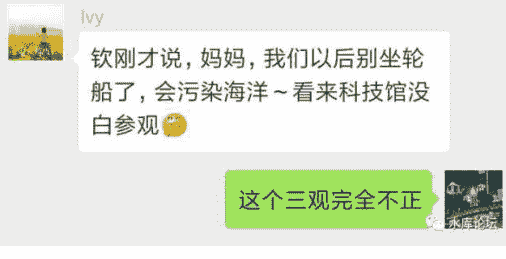 Ivy
钦刚才说，妈妈，我们以后别坐轮
船了，会污染海洋～看来科技馆没
白参观
这个三观完全不正
水库论坛